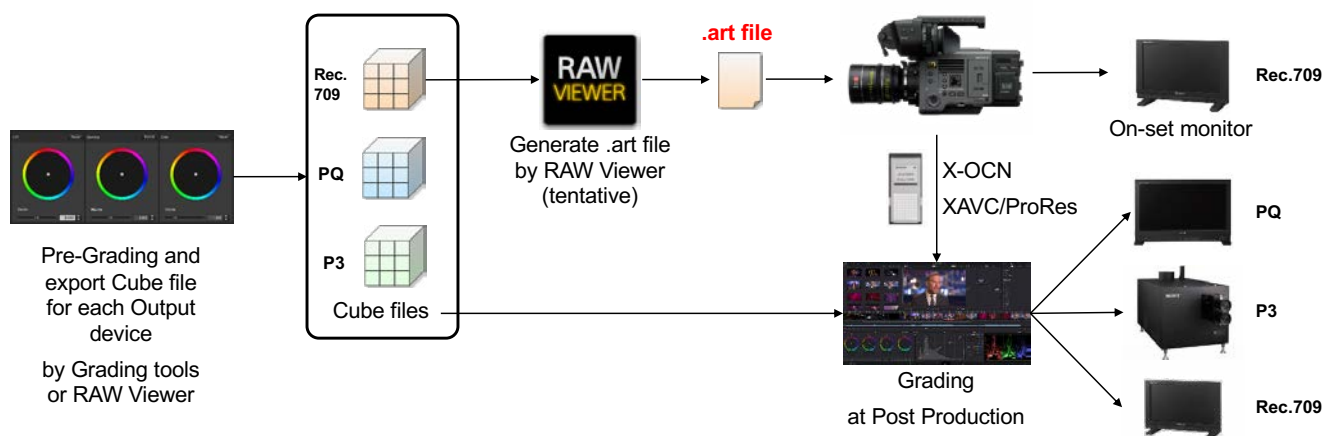 Pre-Grading and
export Cube file
for each Output
device
by Grading tools
or RAW Viewer
Rec.
709
PQ
P3
Cube files
RAW
VIEWER
Generate .art file
by RAW Viewer
(tentative)
.art file
Rec.709
On-set monitor
X-OCN
XAVC/ProRes
Grading
at Post Production
PQ
SONY
P3
Rec.709